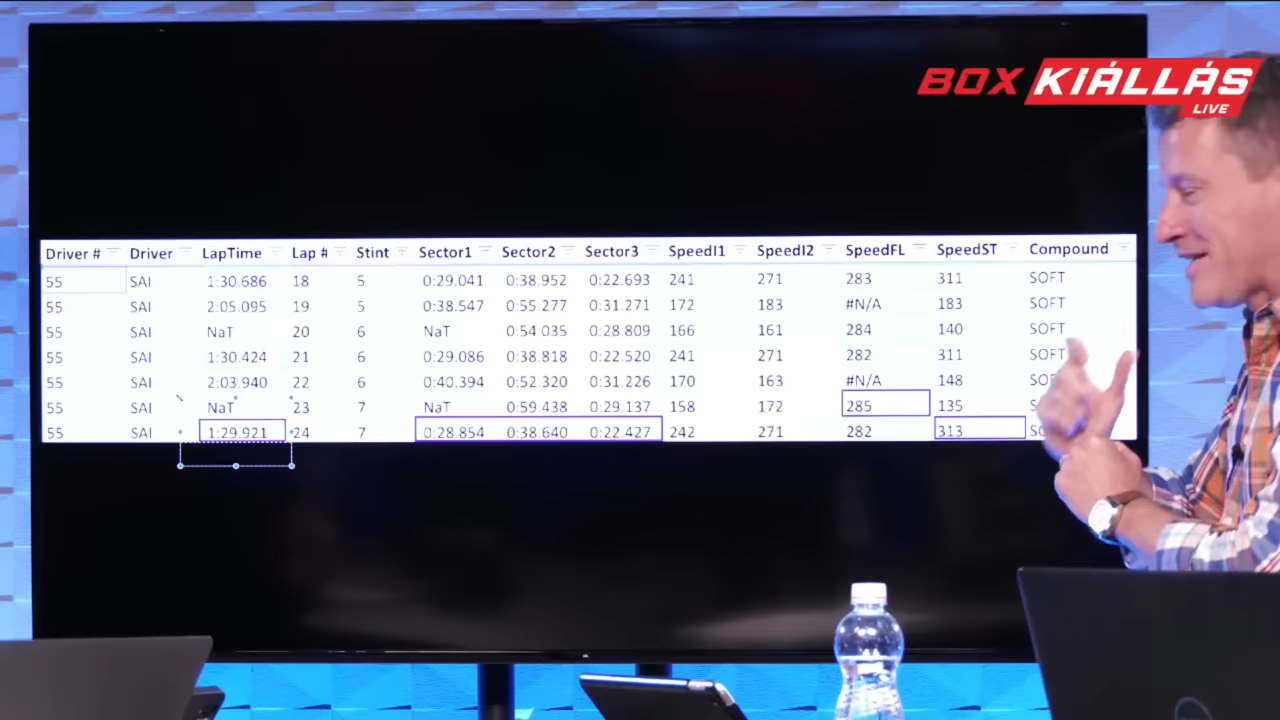 BOX KIÁLLÁS
LIVE
Driver # Driver LapTime Lap # Stint Sector1 Sector2 Sector3 SpeedI1 SpeedI2 SpeedFL SpeedST Compound
55 SAI 1:30.686 18 5 0:29.041 0:38.952 0:22.693 241 271 283 311 SOFT
55 SAI 2:05.095 19 5 0:38.547 0:55.277 0:31.271 172 183 #N/A 183 SOFT
55 SAI NaT 20 6 NaT 0:54.035 0:28.809 166 161 284 140 SOFT
55 SAI 1:30.424 21 6 0:29.086 0:38.818 0:22.520 241 271 282 311 SOFT
55 SAI 2:03.940 22 6 0:40.394 0:52.320 0:31.226 170 163 #N/A 148
55 SAI NaT 23 7 NaT 0:59.438 0:29.137 158 172 285 135
55 SAI 1:29.921 24 7 0:28.854 0:38.640 0:22.427 242 271 282 313